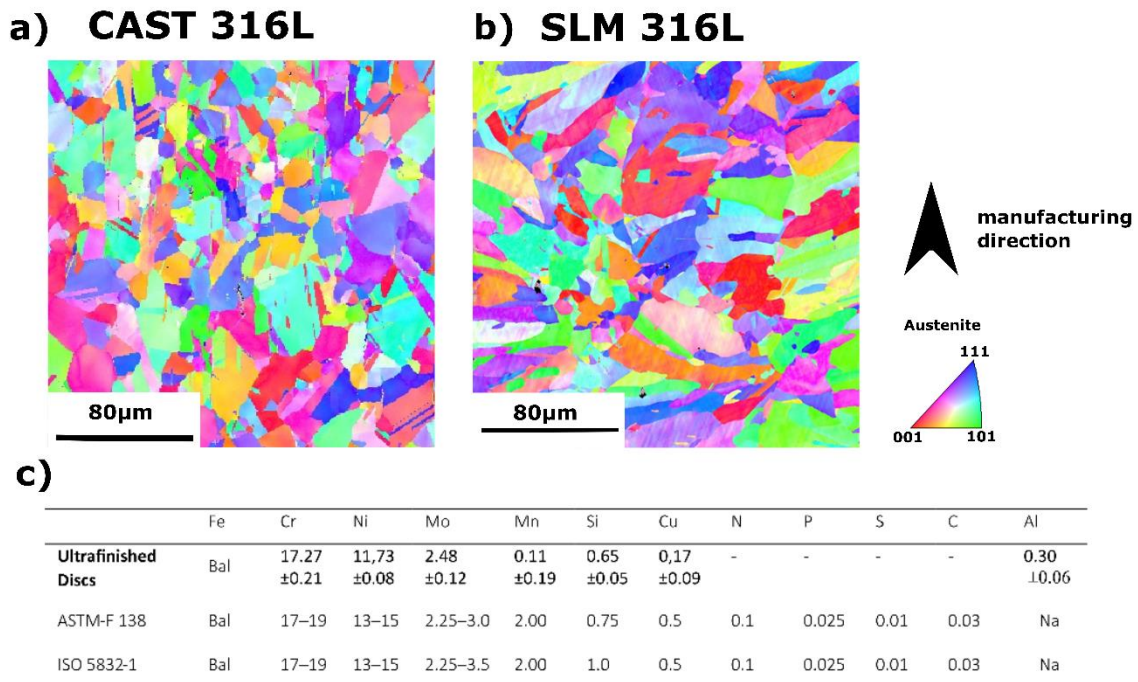 a) CAST 316L
b) SLM 316L
80µm
80µm
manufacturing
direction
Austenite
111
001
101
c)
Fe Cr Ni Mo Mn Si Cu N P S C Al
Ultrafinished Discs Bal 17.27 ±0.21 11,73 ±0.08 2.48 ±0.12 0.11 ±0.19 0.65 ±0.05 0,17 ±0.09 - - - - 0.30 ±0.06
ASTM-F 138 Bal 17–19 13–15 2.25–3.0 2.00 0.75 0.5 0.1 0.025 0.01 0.03 Na
ISO 5832-1 Bal 17–19 13–15 2.25–3.5 2.00 1.0 0.5 0.1 0.025 0.01 0.03 Na